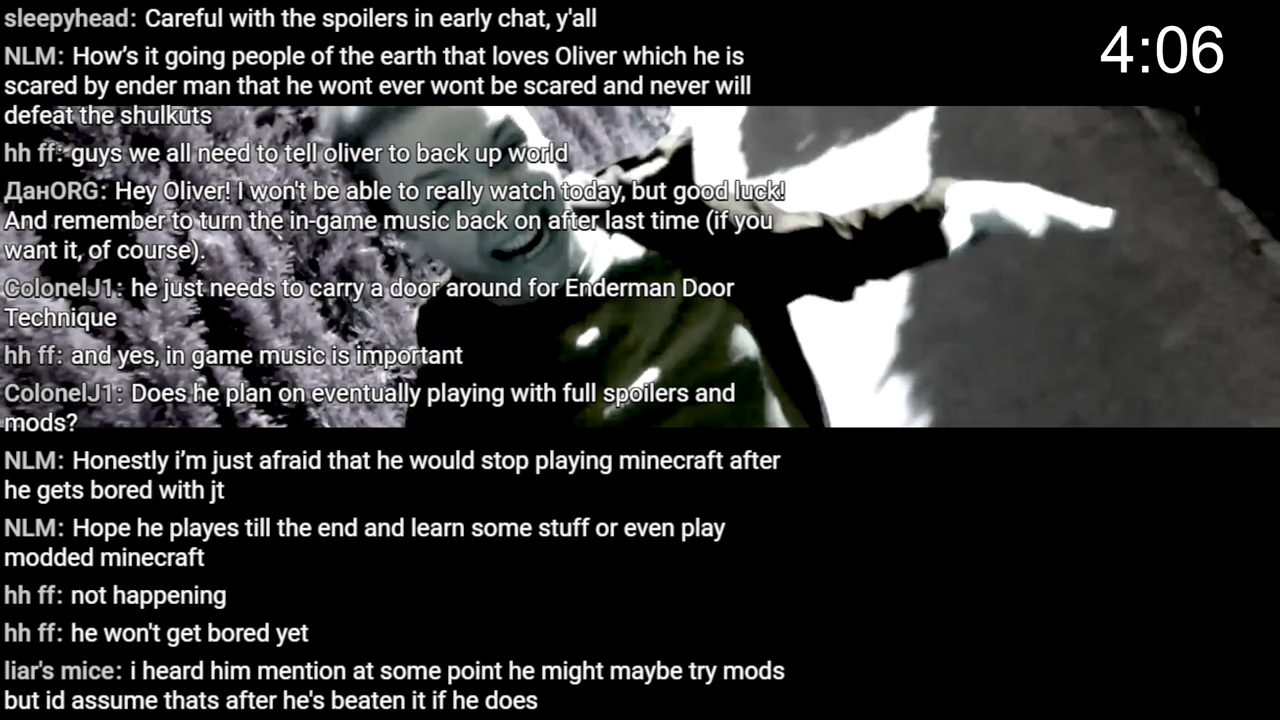 sleepyhead: Careful with the spoilers in early chat, y'all
4:06
NLM: How’s it going people of the earth that loves Oliver which he is
scared by ender man that he wont ever wont be scared and never will
defeat the shulkuts
hh ff: guys we all need to tell oliver to back up world
ДанORG: Hey Oliver! I won't be able to really watch today, but good luck!
And remember to turn the in-game music back on after last time (if you
want it, of course).
ColonelJ1: he just needs to carry a door around for Enderman Door
Technique
hh ff: and yes, in game music is important
ColonelJ1: Does he plan on eventually playing with full spoilers and
mods?
NLM: Honestly i’m just afraid that he would stop playing minecraft after
he gets bored with jt
NLM: Hope he playes till the end and learn some stuff or even play
modded minecraft
hh ff: not happening
hh ff: he won't get bored yet
liar's mice: i heard him mention at some point he might maybe try mods
but id assume thats after he's beaten it if he does